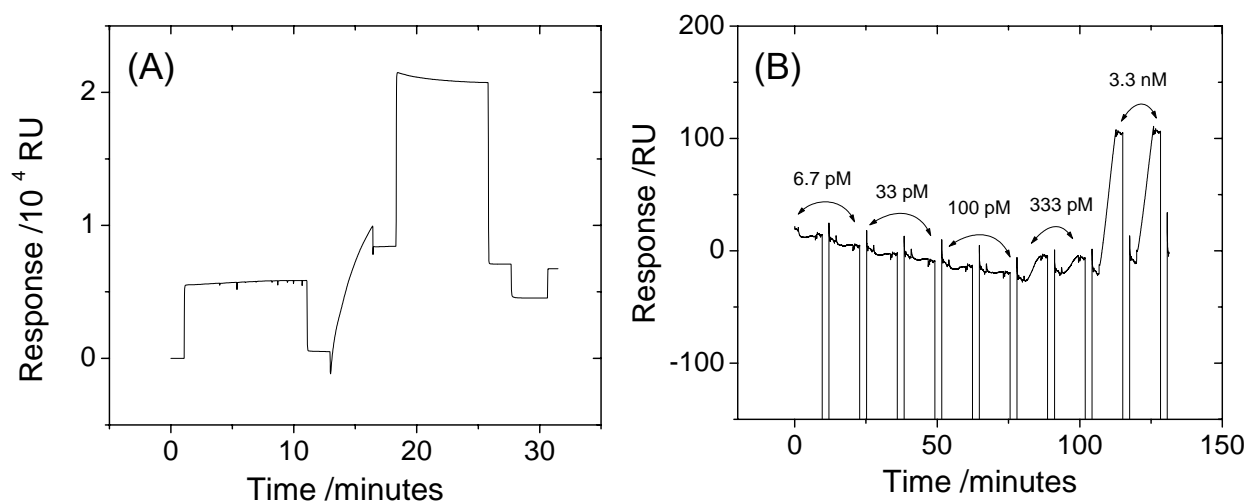 (A)
Response /10 4 RU
2
1
0
0
10
20
30
Time /minutes
(B)
Response /RU
200
100
0
-100
6.7 pM
33 pM
100 pM
333 pM
3.3 nM
0
50
100
150
Time /minutes